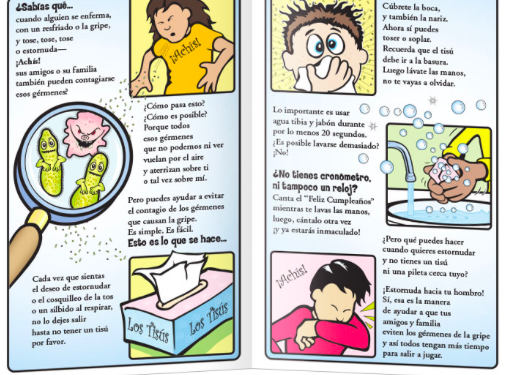 ¿Sabías qué...
cuando alguien se enferma,
con un resfriado o la gripe,
y tose, tose, tose
o estornuda—
¡Achís!
sus amigos o su familia
también pueden contagiarse
esos gérmenes?
¡Achís!
¿Cómo pasa esto?
¿Cómo es posible?
Porque todos
esos gérmenes
que no podemos ni ver
vuelan por el aire
y aterrizan sobre ti
o tal vez sobre mí.
Pero puedes ayudar a evitar
el contagio de los gérmenes
que causan la gripe.
Es simple. Es fácil.
Esto es lo que se hace...
Cada vez que sientas
el deseo de estornudar
o el cosquilleo de la tos
o un silbido al respirar,
no lo dejes salir
hasta no tener un tisú
por favor.
Los Tisús
Los Tisús
Cúbrete la boca,
y también la nariz.
Ahora sí puedes
toser o soplar.
Recuerda que el tisú
debe ir a la basura.
Luego lávate las manos,
no te vayas a olvidar.
Lo importante es usar
agua tibia y jabón durante
por lo menos 20 segundos.
¿Es posible lavarse demasiado?
¡No!
¿No tienes cronómetro,
ni tampoco un reloj?
Canta el "Feliz Cumpleaños"
mientras te lavas las manos,
luego, cántalo otra vez
¡y ya estarás inmaculado!
¡Achís!
¿Pero qué puedes hacer
cuando quieres estornudar
y no tienes un tisú
ni una pileta cerca tuyo?
¡Estornuda hacia tu hombro!
Sí, esa es la manera
de ayudar a que tus
amigos y familia
eviten los gérmenes de la gripe
y así todos tengan más tiempo
para salir a jugar.